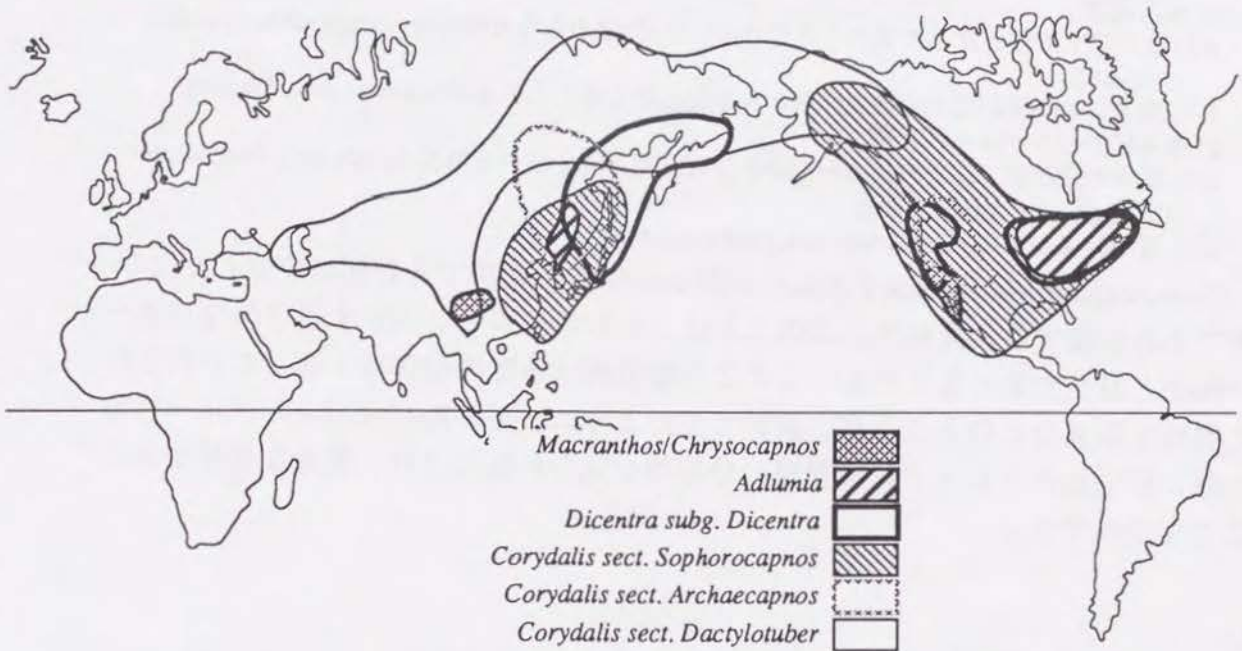 Macranthos/Chrysocapnos
Adlumia
Dicentra subg. Dicentra
Corydalis sect. Sophorocapnos
Corydalis sect. Archaecapnos
Corydalis sect. Dactylotuber